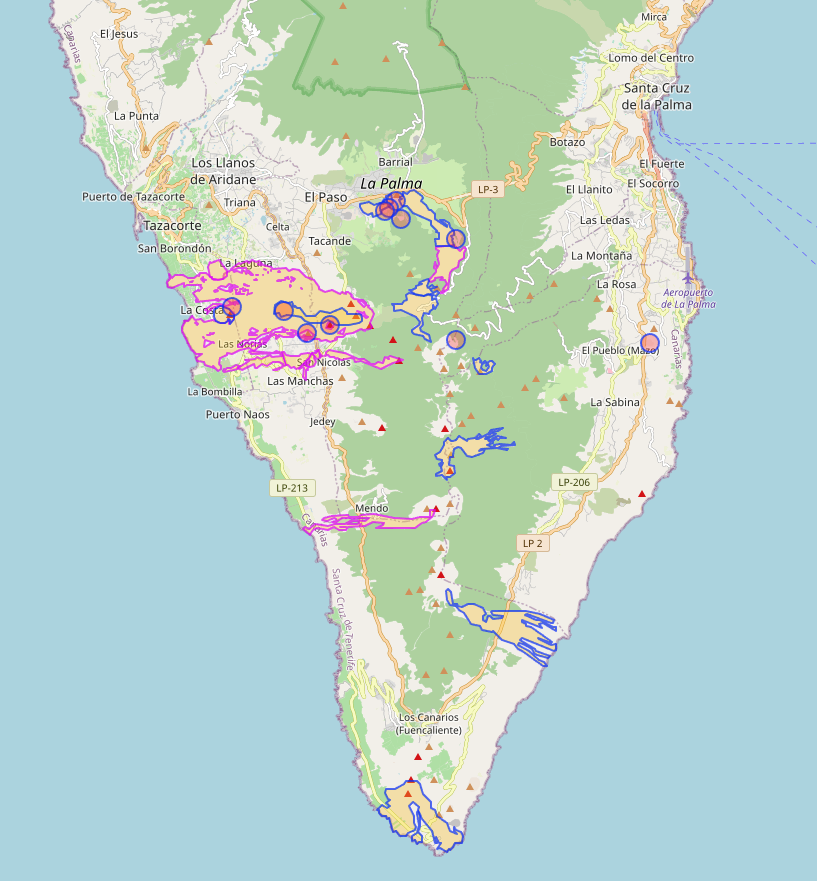 Mirca
El Jesus
Canarias
Lomo del Centro
Santa Cruz
de la Palma
La Punta
Botazo
Barrial
Los Llanos
de Aridane
El Fuerte
La Palma
El Socorro
LP-3
El Llanito
Puerto de Tazacorte
El Paso
Triana
Las Ledas
Tazacorte
Celta
Tacande
San Borondón
La Montaña
La Laguna
La Rosa
Aeropuerto
de La Palma
La Costa
Las Norias
El Pueblo (Mazo)
Canarias
San Nicolás
Las Manchas
La Bombilla
La Sabina
Puerto Naos
Jedey
LP-213
LP-206
Mendo
Canarias
LP 2
Santa Cruz de Tenerife
Los Canarios
(Fuencaliente)